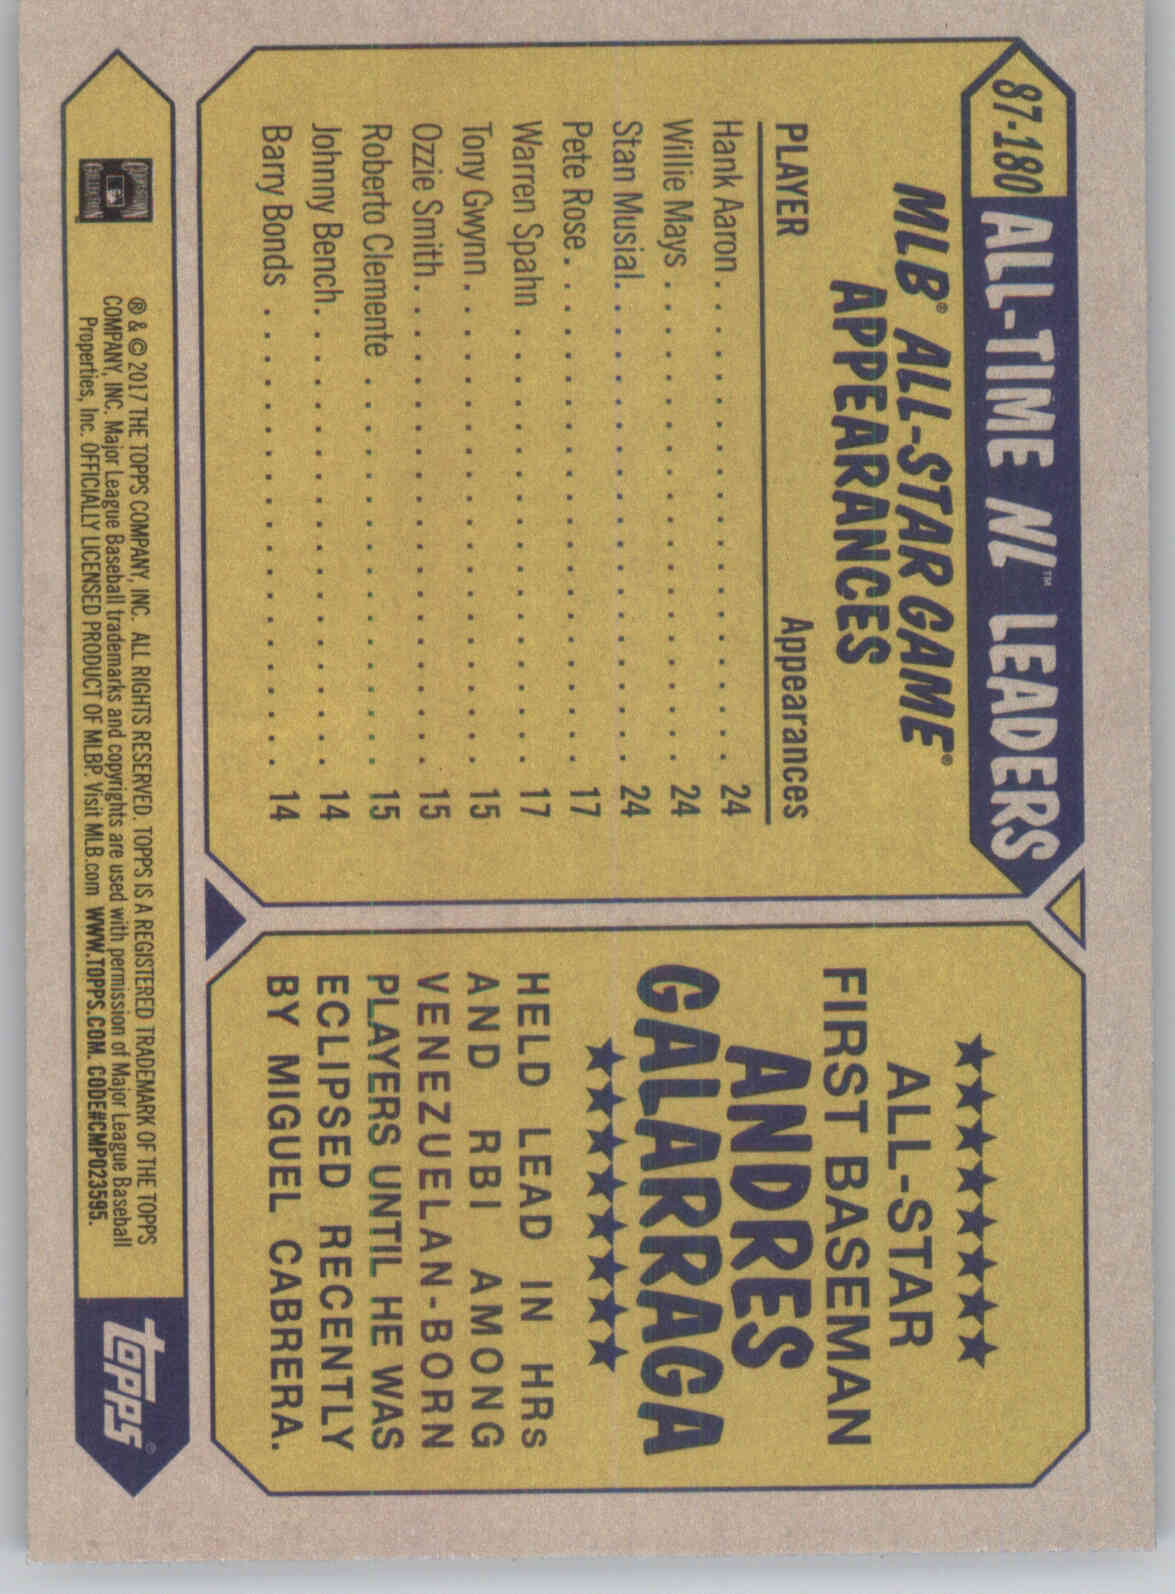 87-180 ALL-TIME NL™ LEADERS
MLB® ALL-STAR GAME®
APPEARANCES
PLAYER Appearances
Hank Aaron . . . . . . . . . . . . . . . . . . . . . . . 24
Willie Mays . . . . . . . . . . . . . . . . . . . . . . . 24
Stan Musial. . . . . . . . . . . . . . . . . . . . . . . 24
Pete Rose. . . . . . . . . . . . . . . . . . . . . . . . 17
Warren Spahn . . . . . . . . . . . . . . . . . . . . . 17
Tony Gwynn . . . . . . . . . . . . . . . . . . . . . . . 15
Ozzie Smith. . . . . . . . . . . . . . . . . . . . . . . 15
Roberto Clemente . . . . . . . . . . . . . . . . . . 15
Johnny Bench. . . . . . . . . . . . . . . . . . . . . 14
Barry Bonds . . . . . . . . . . . . . . . . . . . . . . 14
ALL-STAR
FIRST BASEMAN
ANDRES
GALARRAGA
HELD LEAD IN HRs
AND RBI AMONG
VENEZUELAN-BORN
PLAYERS UNTIL HE WAS
ECLIPSED RECENTLY
BY MIGUEL CABRERA.
COOPERSTOWN
COLLECTION
® & © 2017 THE TOPPS COMPANY, INC. ALL RIGHTS RESERVED. TOPPS IS A REGISTERED TRADEMARK OF THE TOPPS
COMPANY, INC. Major League Baseball trademarks and copyrights are used with permission of Major League Baseball
Properties, Inc. OFFICIALLY LICENSED PRODUCT OF MLBP. Visit MLB.com WWW.TOPPS.COM. CODE#CMP023595.
topps®